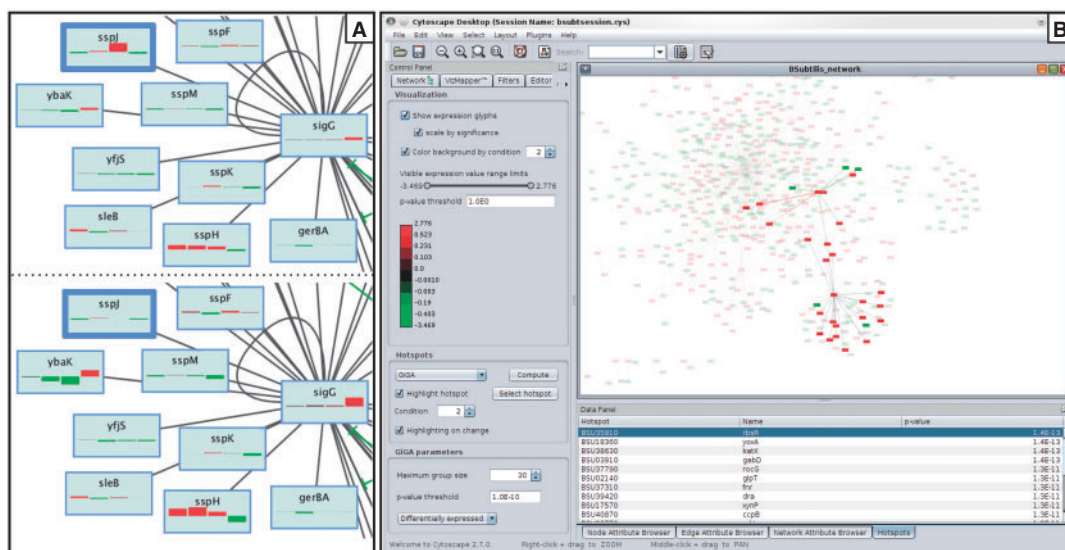 A
sspJ
sspF
ybaK
sspM
sigG
yfjS
sspK
sleB
sspH
gerBA
sspJ
sspF
ybaK
sspM
sigG
yfjS
sspK
sleB
sspH
gerBA
B
Cytoscape Desktop (Session Name: bsubtsession.cys)
File Edit View Select Layout Plugins Help
Search:
Control Panel
Network VizMapper™ Filters Editor
Visualization
Show expression glyphs
scale by significance
Color background by condition 2
Visible expression value range limits
-3.469 2.776
p-value threshold 1.0E0
2.776
0.523
0.231
0.103
0.0
-0.0010
-0.083
-0.19
-0.483
-3.469
Hotspots
GIGA Compute
Highlight hotspot Select hotspot
Condition 2
Highlighting on change
GIGA parameters
Maximum group size 30
p-value threshold 1.0E-10
Differentially expressed
BSubtilis_network
Data Panel
Hotspot Name p-value
BSU35910 rbsR 1.4E-13
BSU18360 yoxA 1.4E-13
BSU38630 katX 1.4E-13
BSU03910 gabD 1.4E-13
BSU37790 rocG 1.3E-11
BSU02140 glpT 1.3E-11
BSU37310 fnr 1.3E-11
BSU39420 dra 1.3E-11
BSU17570 xynP 1.3E-11
BSU40870 ccpB 1.3E-11
Node Attribute Browser Edge Attribute Browser Network Attribute Browser Hotspots
Welcome to Cytoscape 2.7.0 Right-click + drag to ZOOM Middle-click + drag to PAN